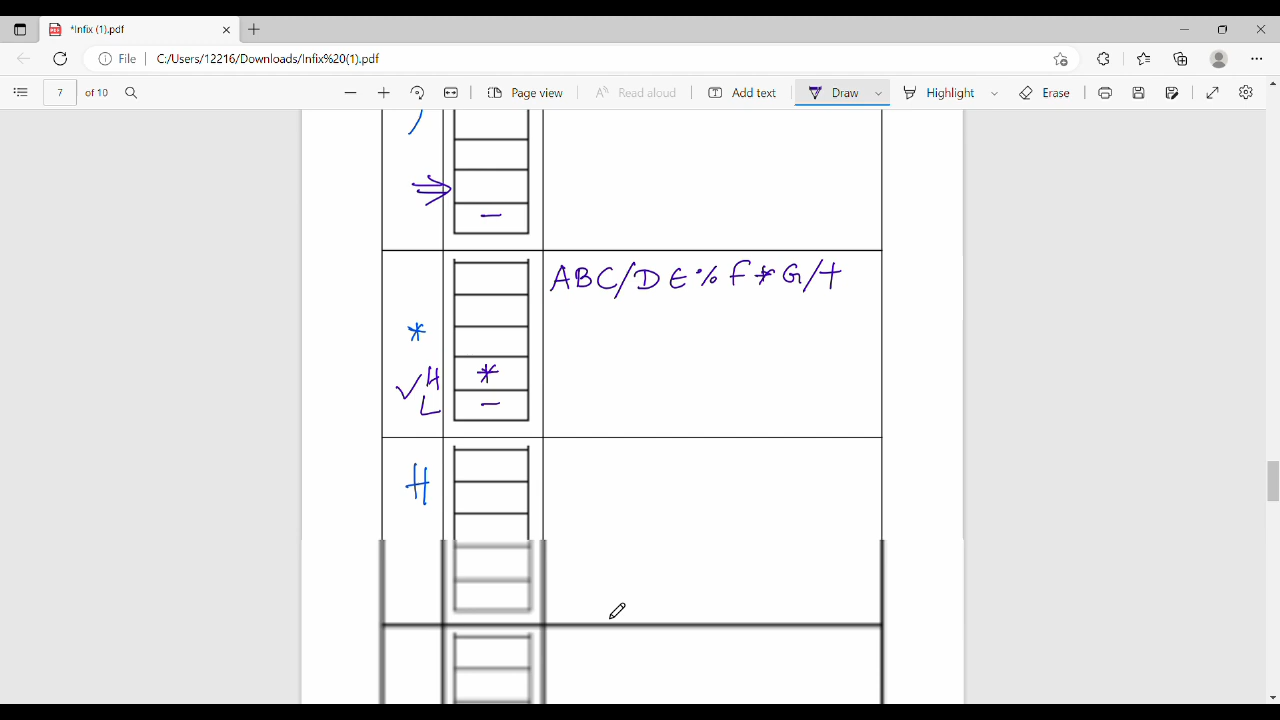 *Infix (1).pdf
File C:/Users/12216/Downloads/Infix%20(1).pdf
7 of 10 Page view Read aloud Add text Draw Highlight Erase
)
−
ABC/DE%F*G/+
*
*
✓H
L
−
H